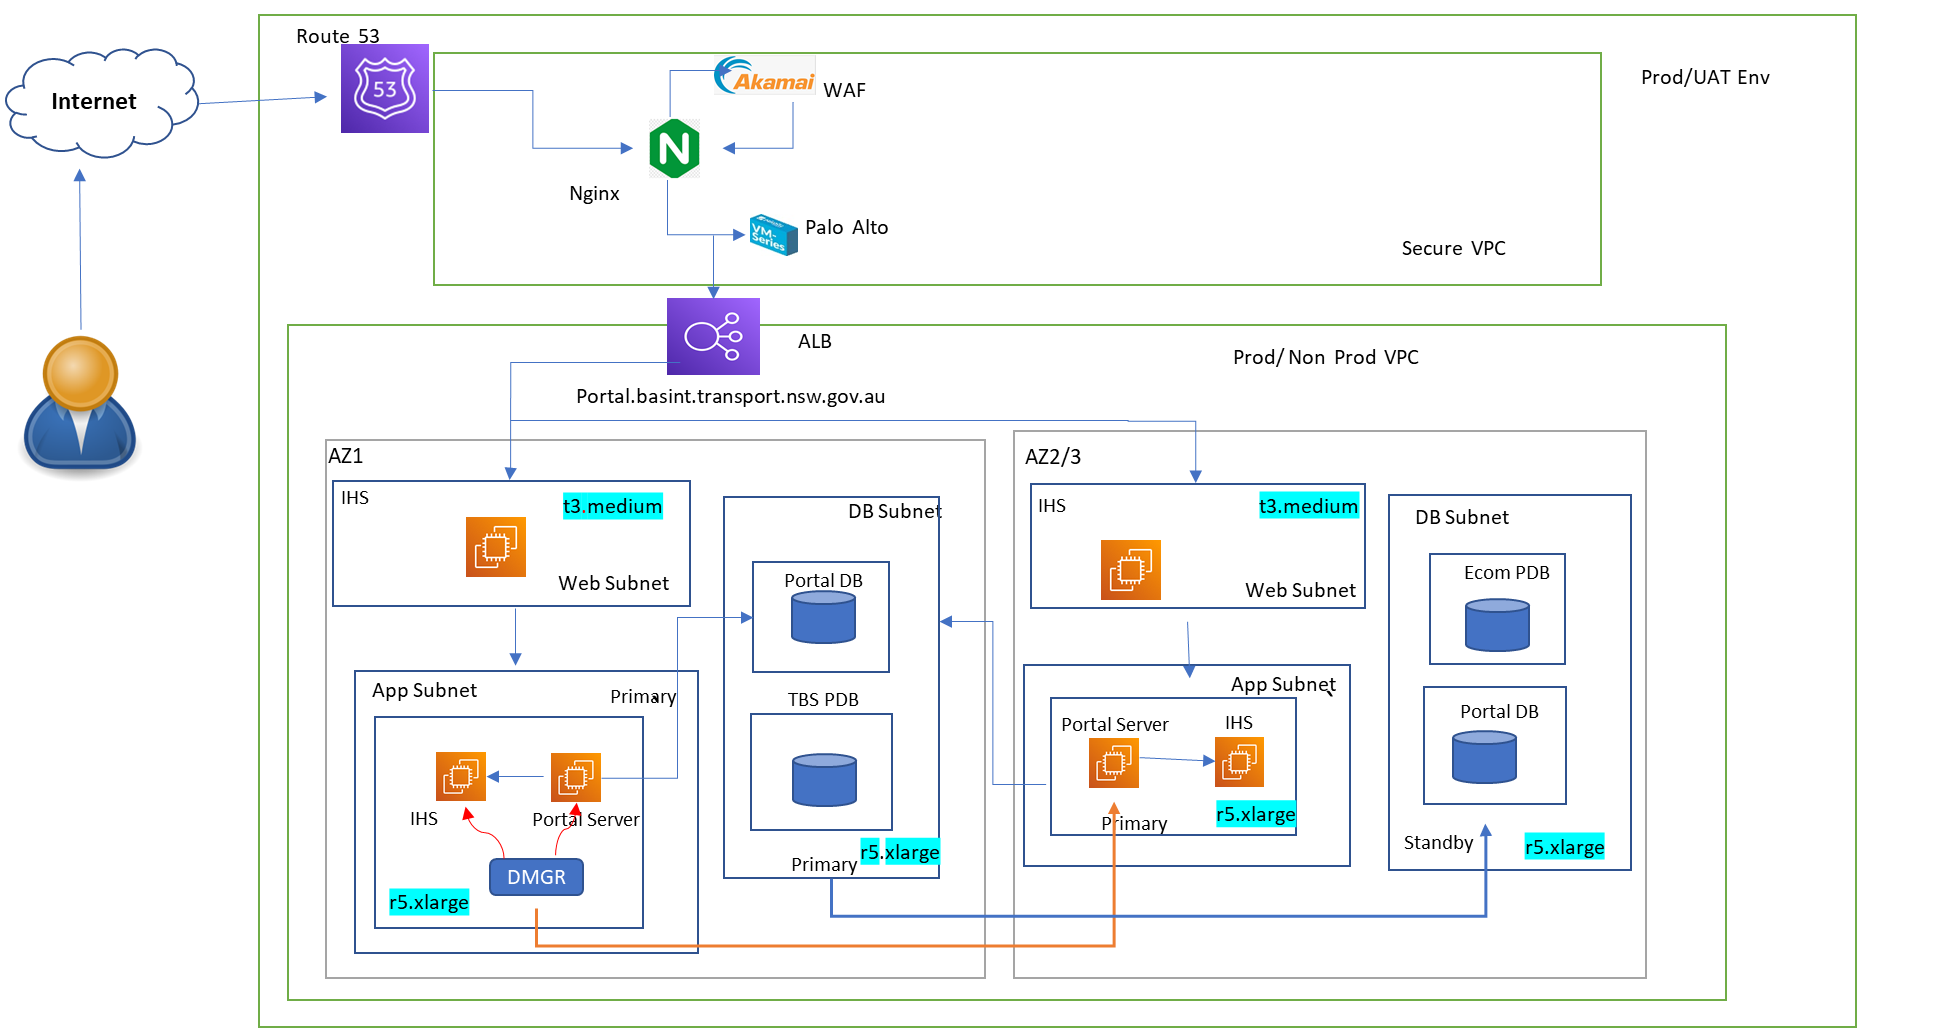 Route 53
53
Internet
Akamai
WAF
Prod/UAT Env
N
Nginx
VM-
Series
Palo Alto
Secure VPC
ALB
Prod/ Non Prod VPC
Portal.basint.transport.nsw.gov.au
AZ1
IHS
t3.medium
Web Subnet
DB Subnet
Portal DB
TBS PDB
Primary
r5.xlarge
App Subnet
Primary
IHS
Portal Server
DMGR
r5.xlarge
AZ2/3
IHS
t3.medium
Web Subnet
DB Subnet
Ecom PDB
Portal DB
Standby
r5.xlarge
App Subnet
Portal Server
IHS
r5.xlarge
Primary